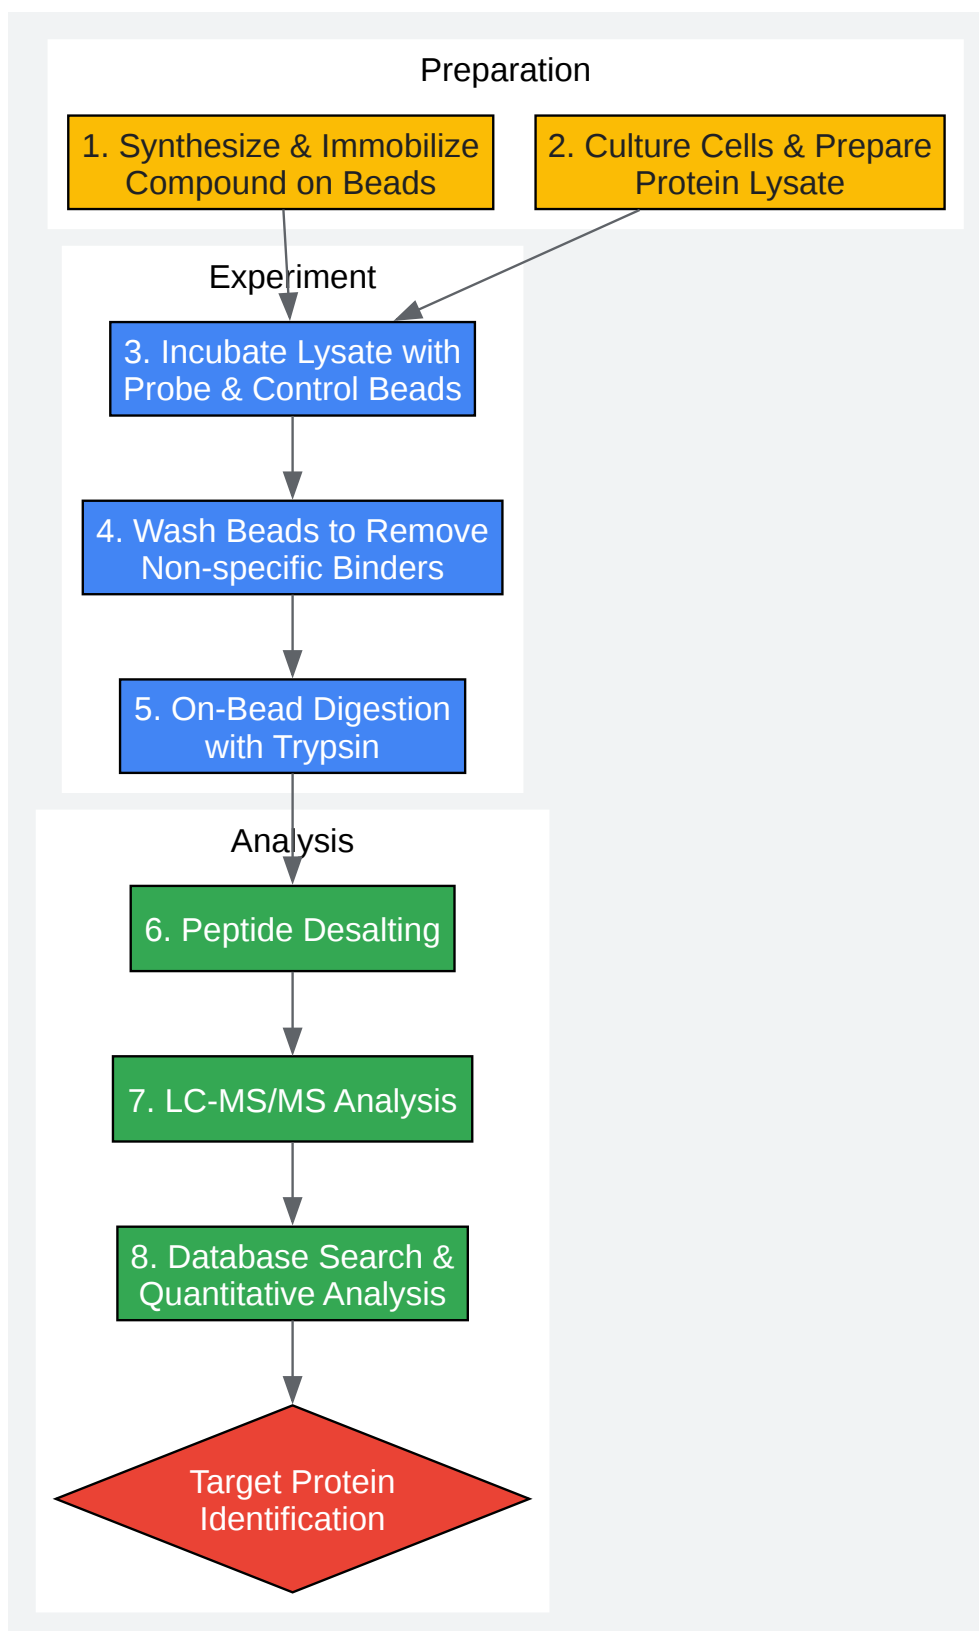 Preparation
1. Synthesize & Immobilize
Compound on Beads
2. Culture Cells & Prepare
Protein Lysate
Experiment
3. Incubate Lysate with
Probe & Control Beads
4. Wash Beads to Remove
Non-specific Binders
5. On-Bead Digestion
with Trypsin
Analysis
6. Peptide Desalting
7. LC-MS/MS Analysis
8. Database Search &
Quantitative Analysis
Target Protein
Identification